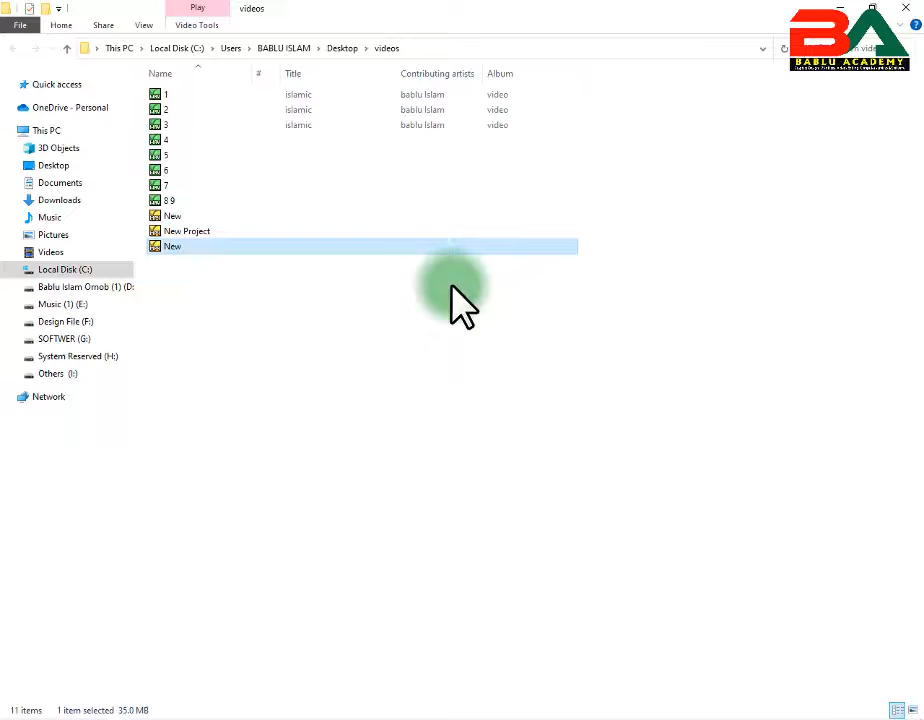 Play
videos
File
Home
Share
View
Video Tools
This PC
Local Disk (C:)
Users
BABLU ISLAM
Desktop
videos
BABLU ACADEMY
Name
#
Title
Contributing artists
Album
Quick access
OneDrive - Personal
This PC
3D Objects
Desktop
Documents
Downloads
Music
Pictures
Videos
Local Disk (C:)
Bablu Islam Ornob (1) (D:
Music (1) (E:)
Design File (F:)
SOFTWER (G:)
System Reserved (H:)
Others (I:)
Network
1 islamic bablu Islam video
2 islamic bablu Islam video
3 islamic bablu Islam video
4
5
6
7
8 9
New
New Project
New
11 items 1 item selected 35.0 MB